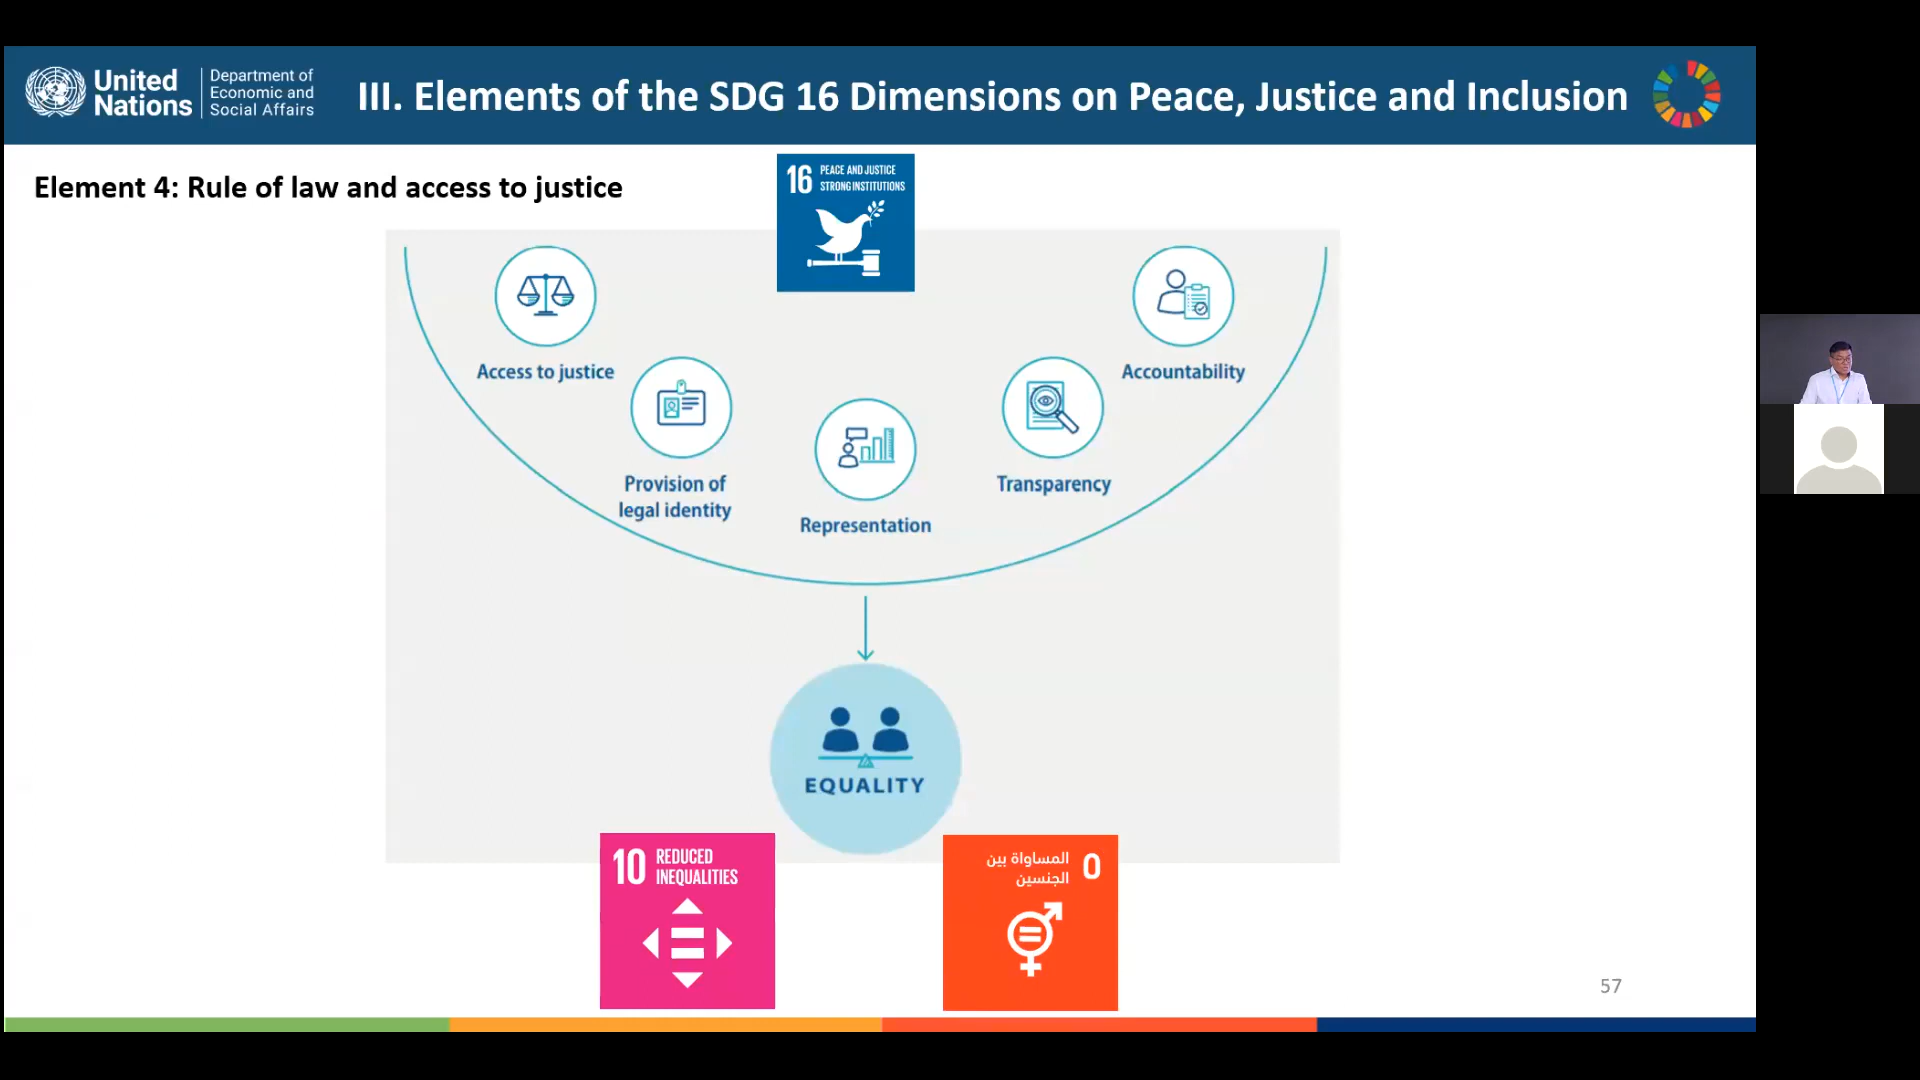 United
Nations
Department of
Economic and
Social Affairs
III. Elements of the SDG 16 Dimensions on Peace, Justice and Inclusion
Element 4: Rule of law and access to justice
16 PEACE AND JUSTICE
STRONG INSTITUTIONS
Access to justice
Accountability
Provision of
legal identity
Transparency
Representation
EQUALITY
10 REDUCED
INEQUALITIES
٥ المساواة بين
الجنسين
57